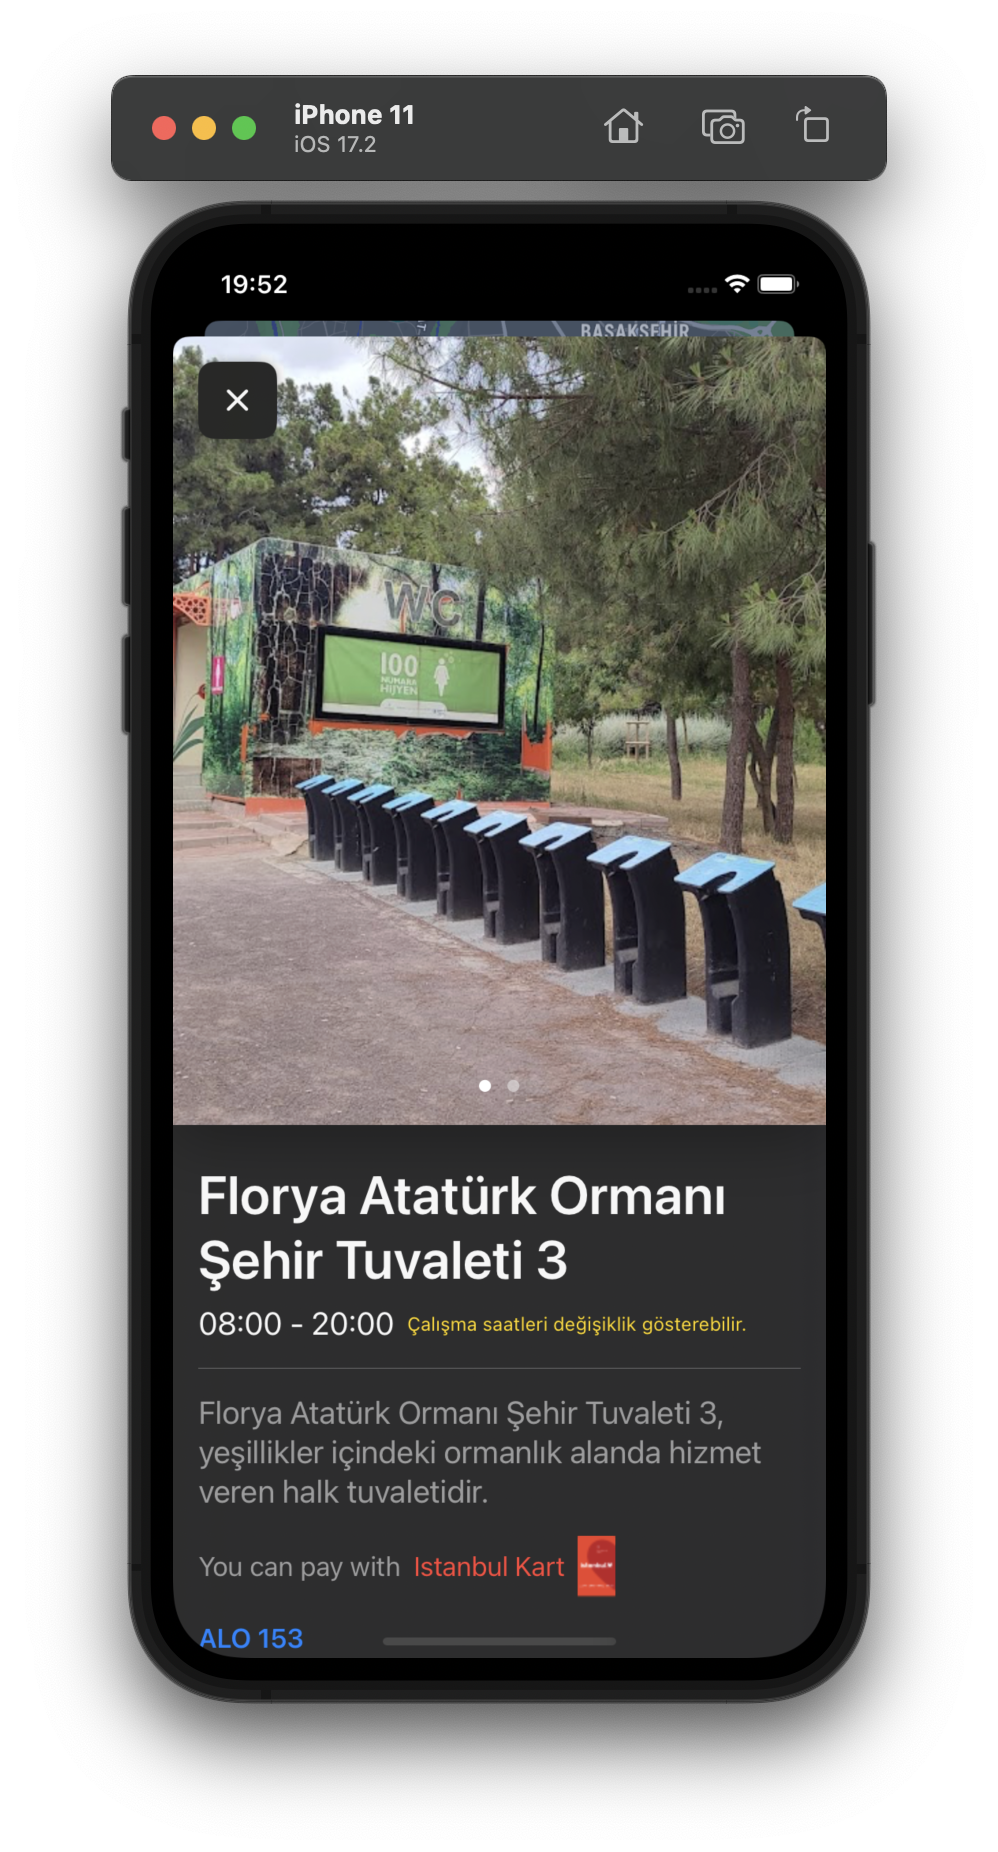 iPhone 11
iOS 17.2
19:52
BAŞAKŞEHİR
WC
100
NUMARA
HİJYEN
Florya Atatürk Ormanı
Şehir Tuvaleti 3
08:00 - 20:00 Çalışma saatleri değişiklik gösterebilir.
Florya Atatürk Ormanı Şehir Tuvaleti 3,
yeşillikler içindeki ormanlık alanda hizmet
veren halk tuvaletidir.
You can pay with Istanbul Kart
ALO 153